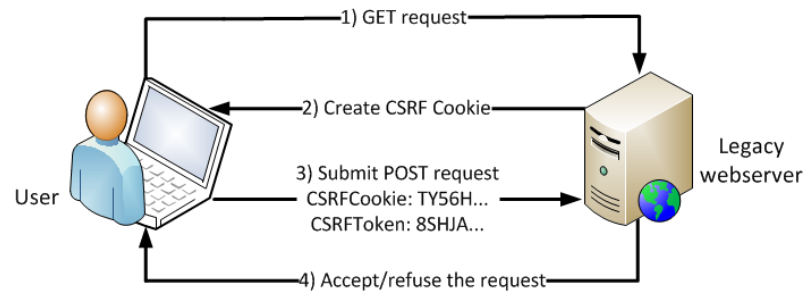 1) GET request
2) Create CSRF Cookie
3) Submit POST request
CSRFCookie: TY56H...
CSRFToken: 8SHJA...
User
Legacy
webserver
4) Accept/refuse the request